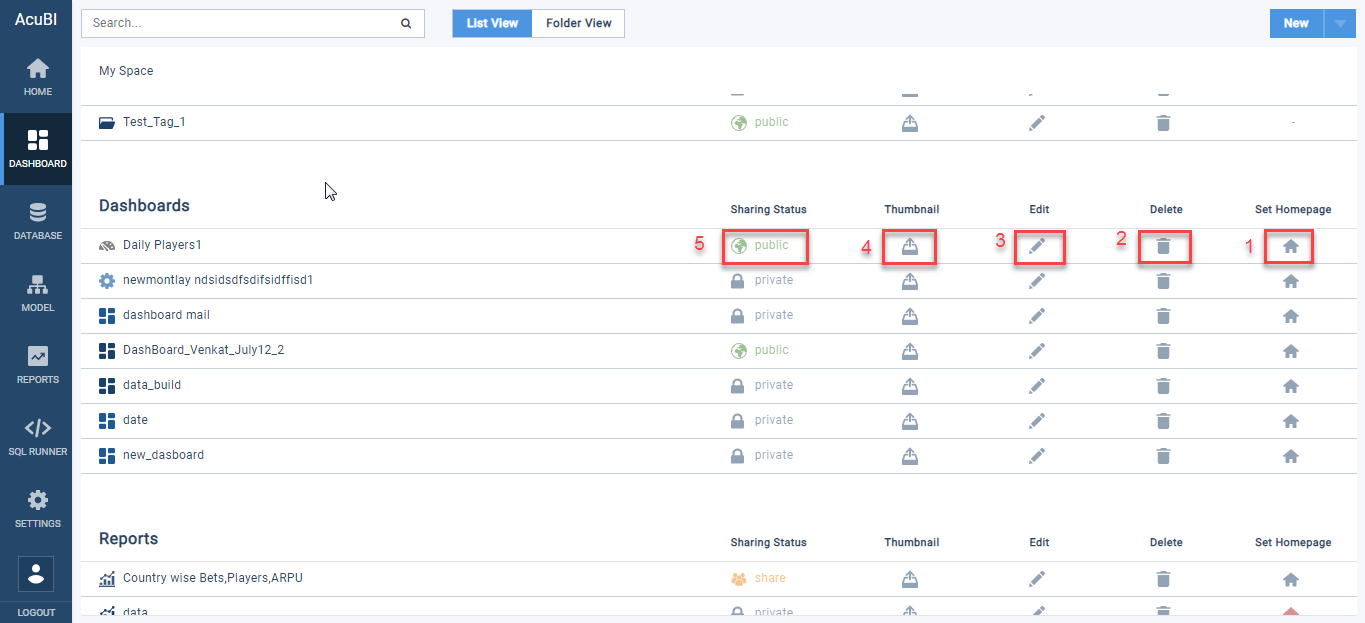 AcuBI
HOME
DASHBOARD
DATABASE
MODEL
REPORTS
SQL RUNNER
SETTINGS
LOGOUT
Search... List View Folder View New
My Space
Test_Tag_1 public -
Dashboards Sharing Status Thumbnail Edit Delete Set Homepage
Daily Players1 5 public 4 3 2 1
newmontlay ndsidsdfsdifsidffisd1 private
dashboard mail private
DashBoard_Venkat_July12_2 public
data_build private
date private
new_dasboard private
Reports Sharing Status Thumbnail Edit Delete Set Homepage
Country wise Bets,Players,ARPU share
data private